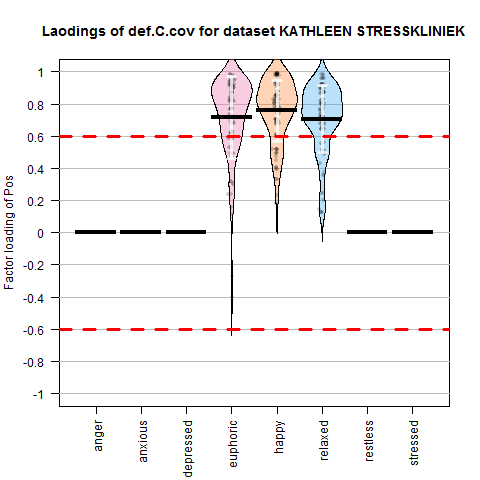 Laodings of def.C.cov for dataset KATHLEEN STRESSKLINIEK
Factor loading of Pos
1
0.8
0.6
0.4
0.2
0
-0.2
-0.4
-0.6
-0.8
-1
anger
anxious
depressed
euphoric
happy
relaxed
restless
stressed